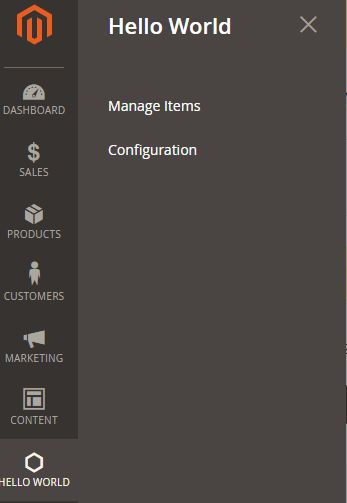 Hello World
Manage Items
Configuration
DASHBOARD
SALES
PRODUCTS
CUSTOMERS
MARKETING
CONTENT
HELLO WORLD